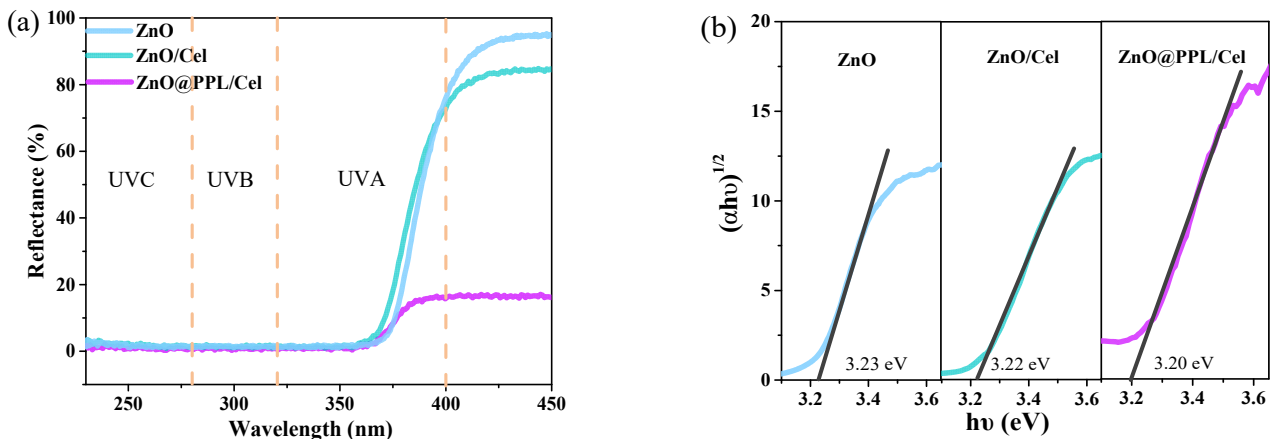 (a)
100
80
60
40
20
0
Reflectance (%)
ZnO
ZnO/Cel
ZnO@PPL/Cel
UVC
UVB
UVA
250
300
350
400
450
Wavelength (nm)
(b)
20
15
10
5
0
(αhυ)^1/2
ZnO
ZnO/Cel
ZnO@PPL/Cel
3.23 eV
3.22 eV
3.20 eV
3.2 3.4 3.6
3.2 3.4 3.6
3.2 3.4 3.6
hυ (eV)